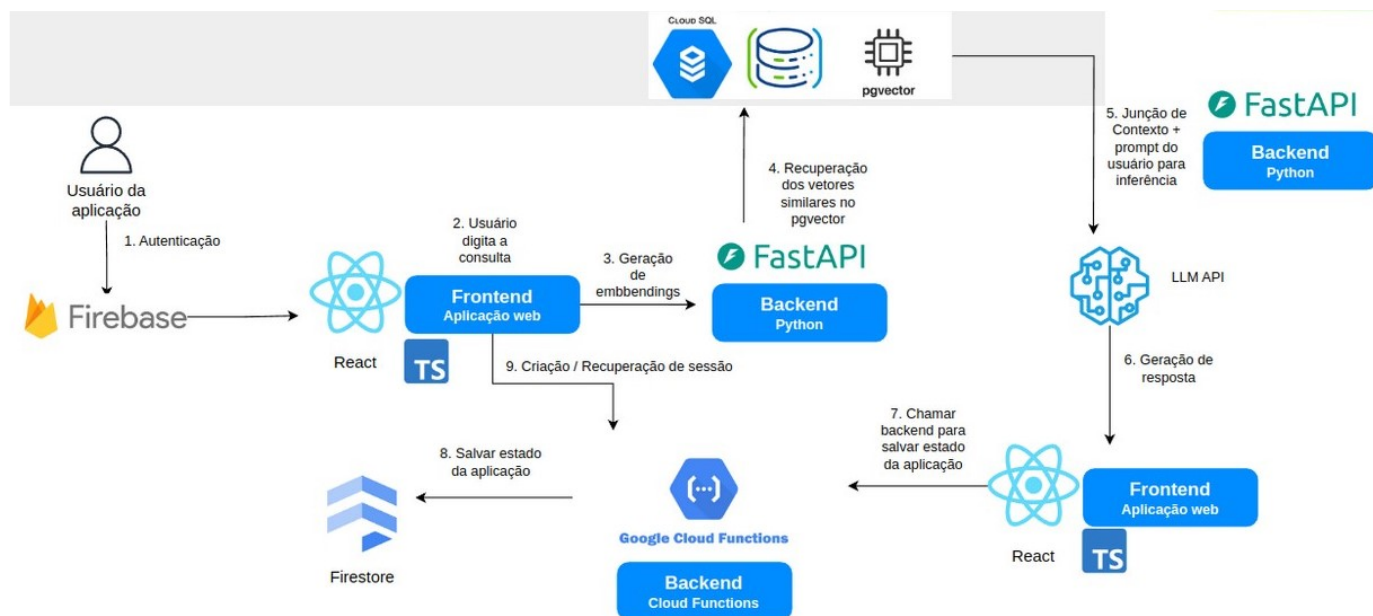 CLOUD SQL
pgvector
FastAPI
Backend
Python
5. Junção de
Contexto +
prompt do
usuário para
inferência
Usuário da
aplicação
1. Autenticação
Firebase
2. Usuário
digita a
consulta
Frontend
Aplicação web
React
TS
3. Geração
de
embbendings
4. Recuperação
dos vetores
similares no
pgvector
FastAPI
Backend
Python
LLM API
6. Geração de
resposta
9. Criação / Recuperação de sessão
7. Chamar
backend para
salvar estado
da aplicação
8. Salvar estado
da aplicação
Firestore
Google Cloud Functions
Backend
Cloud Functions
Frontend
Aplicação web
React
TS